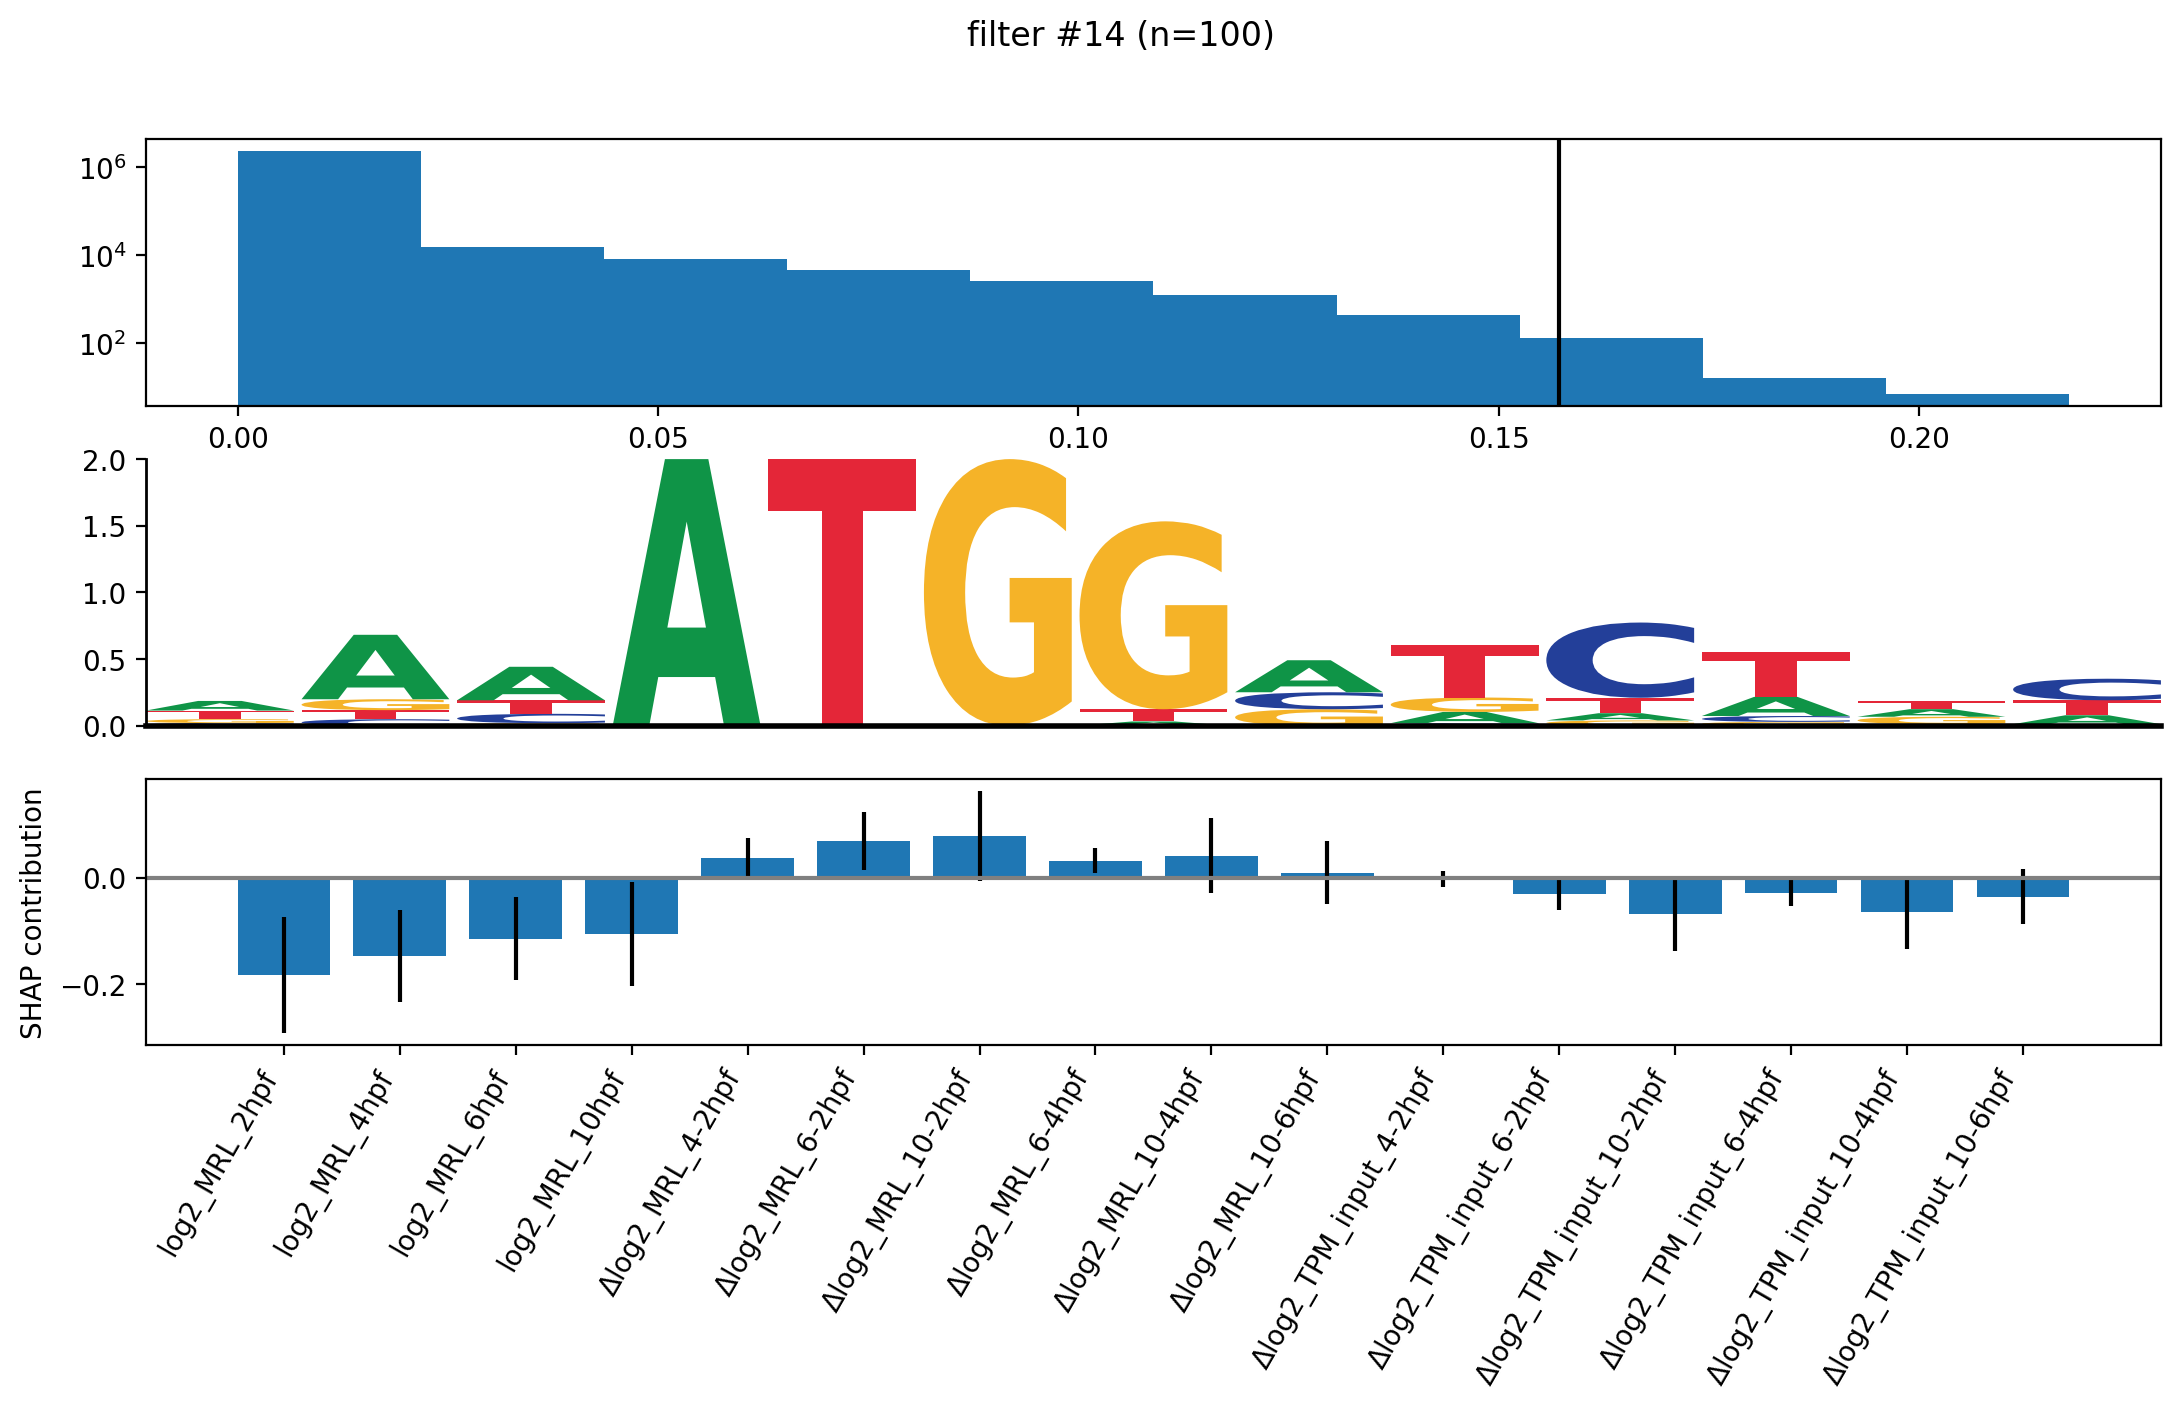 filter #14 (n=100)
10^6
10^4
10^2
0.00 0.05 0.10 0.15 0.20
2.0
1.5
1.0
0.5
0.0
ATGG
SHAP contribution
0.0
−0.2
log2_MRL_2hpf
log2_MRL_4hpf
log2_MRL_6hpf
log2_MRL_10hpf
Δlog2_MRL_4-2hpf
Δlog2_MRL_6-2hpf
Δlog2_MRL_10-2hpf
Δlog2_MRL_6-4hpf
Δlog2_MRL_10-4hpf
Δlog2_MRL_10-6hpf
Δlog2_TPM_input_4-2hpf
Δlog2_TPM_input_6-2hpf
Δlog2_TPM_input_10-2hpf
Δlog2_TPM_input_6-4hpf
Δlog2_TPM_input_10-4hpf
Δlog2_TPM_input_10-6hpf